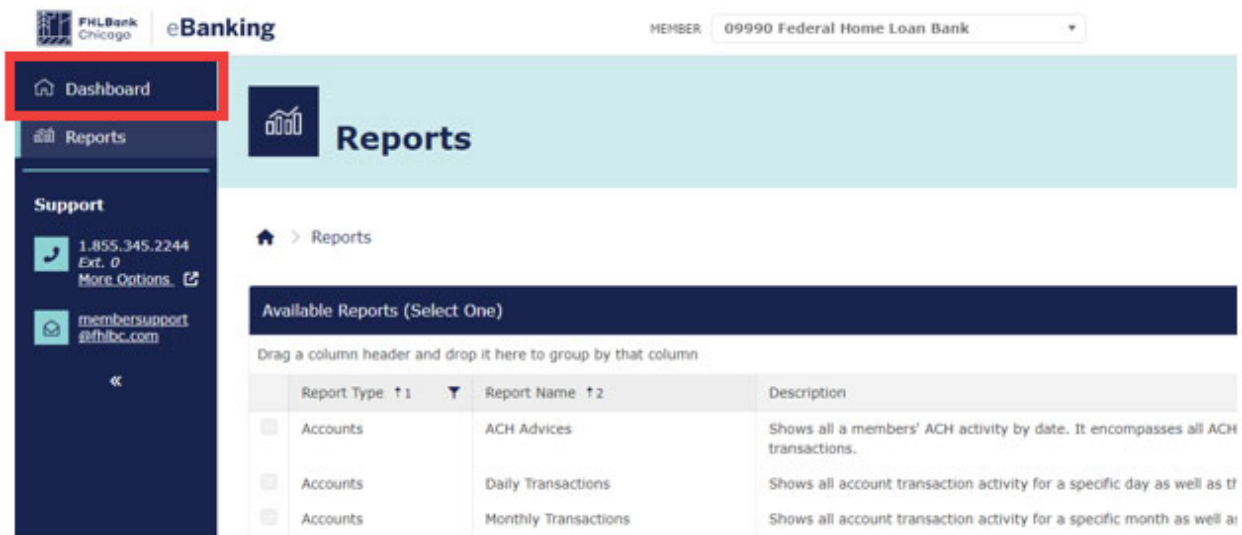 FHLBank
Chicago
eBanking
MEMBER 09990 Federal Home Loan Bank
Dashboard
Reports
Reports
Support
1.855.345.2244
Ext. 0
More Options
membersupport
@fhlbc.com
«
Reports
Available Reports (Select One)
Drag a column header and drop it here to group by that column
Report Type ↑1 Report Name ↑2 Description
Accounts ACH Advices Shows all a members' ACH activity by date. It encompasses all ACH
transactions.
Accounts Daily Transactions Shows all account transaction activity for a specific day as well as
Accounts Monthly Transactions Shows all account transaction activity for a specific month as well